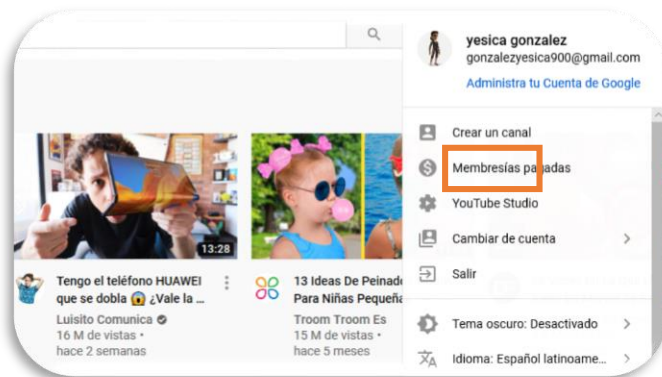 yesica gonzalez
gonzalezyesica900@gmail.com
Administra tu Cuenta de Google
Crear un canal
Membresías pagadas
YouTube Studio
Cambiar de cuenta
Salir
Tema oscuro: Desactivado
Idioma: Español latinoame...
13:28
Tengo el teléfono HUAWEI
que se dobla 😱 ¿Vale la ...
Luisito Comunica
16 M de vistas •
hace 2 semanas
13 Ideas De Peinad
Para Niñas Pequeña
Troom Troom Es
15 M de vistas •
hace 5 meses